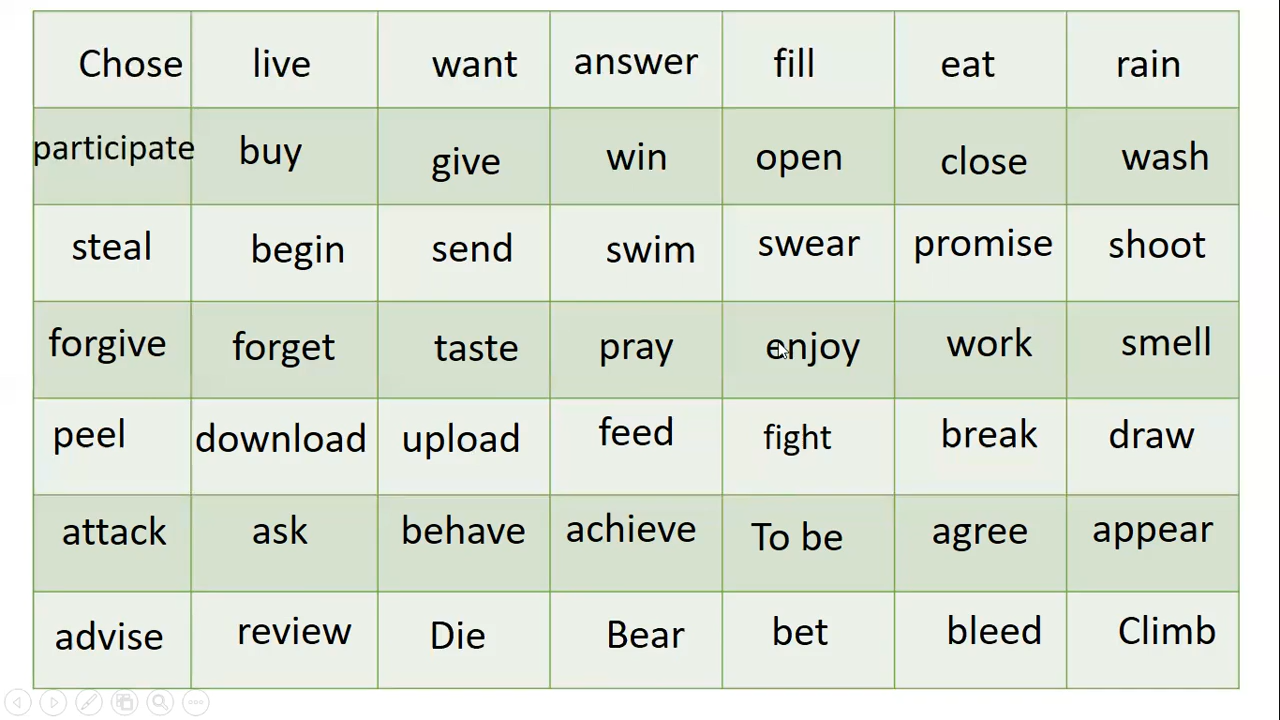 Chose live want answer fill eat rain
participate buy give win open close wash
steal begin send swim swear promise shoot
forgive forget taste pray enjoy work smell
peel download upload feed fight break draw
attack ask behave achieve To be agree appear
advise review Die Bear bet bleed Climb